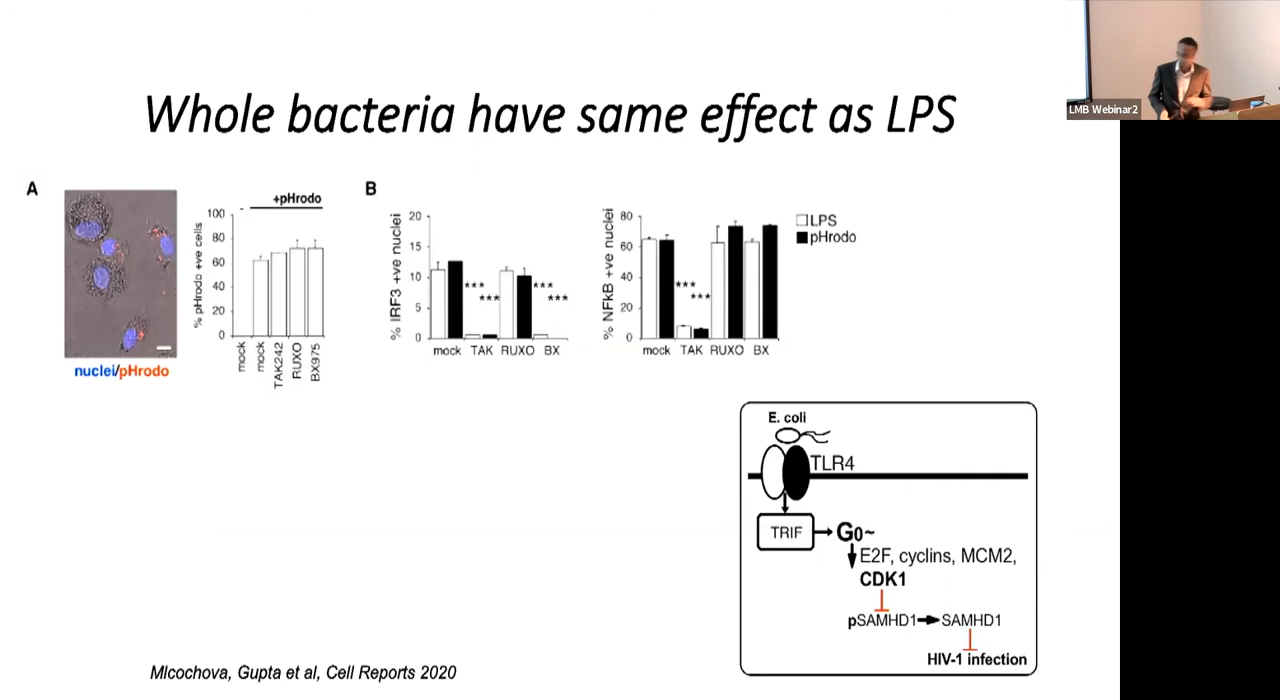 LMB Webinar2
Whole bacteria have same effect as LPS
A
+pHrodo
-
% pHrodo +ve cells
100
80
60
40
20
0
mock
mock
TAK242
RUXO
BX975
nuclei/pHrodo
B
% IRF3 +ve nuclei
20
15
10
5
0
***
***
***
***
mock TAK RUXO BX
% NFkB +ve nuclei
80
60
40
20
0
***
***
mock TAK RUXO BX
LPS
pHrodo
E. coli
TLR4
TRIF
G0~
E2F, cyclins, MCM2,
CDK1
pSAMHD1 SAMHD1
HIV-1 infection
Mlcochova, Gupta et al, Cell Reports 2020